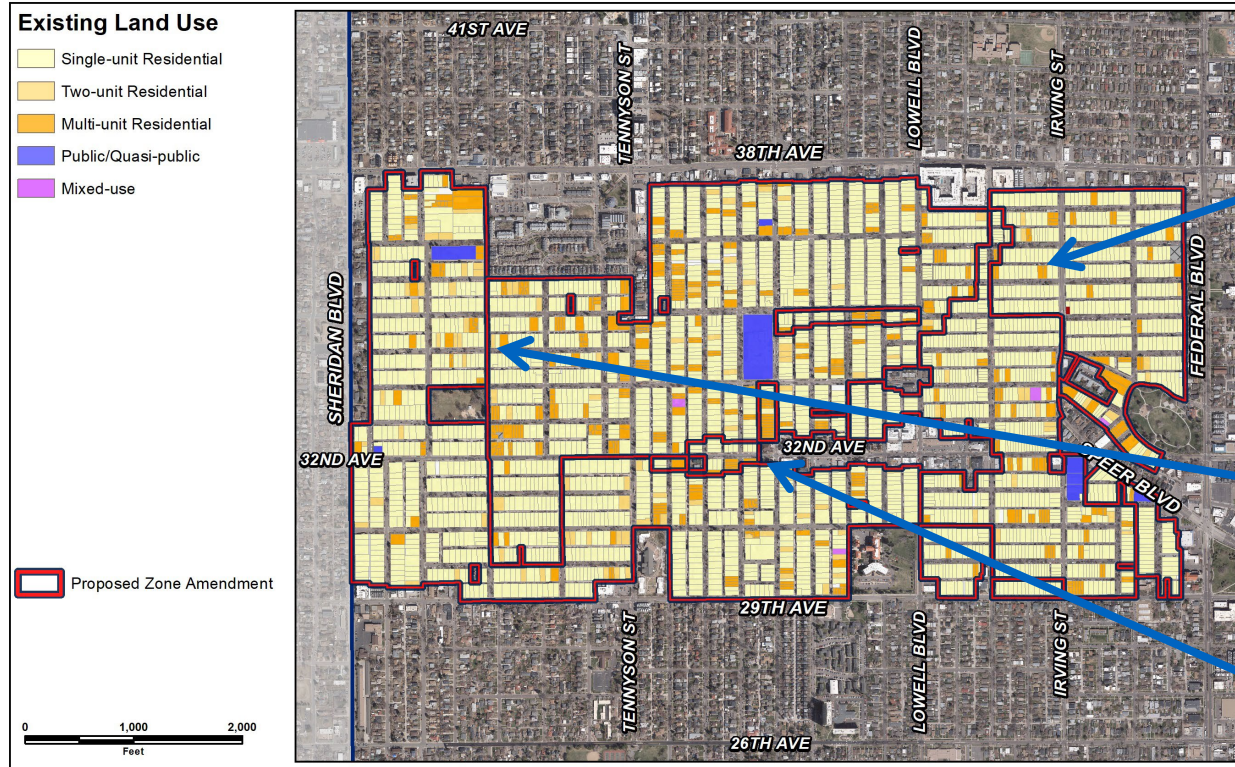 Existing Land Use
Single-unit Residential
Two-unit Residential
Multi-unit Residential
Public/Quasi-public
Mixed-use
Proposed Zone Amendment
0 1,000 2,000
Feet
41ST AVE
TENNYSON ST
LOWELL BLVD
IRVING ST
38TH AVE
SHERIDAN BLVD
FEDERAL BLVD
32ND AVE
32ND AVE
SPEER BLVD
29TH AVE
TENNYSON ST
LOWELL BLVD
IRVING ST
26TH AVE